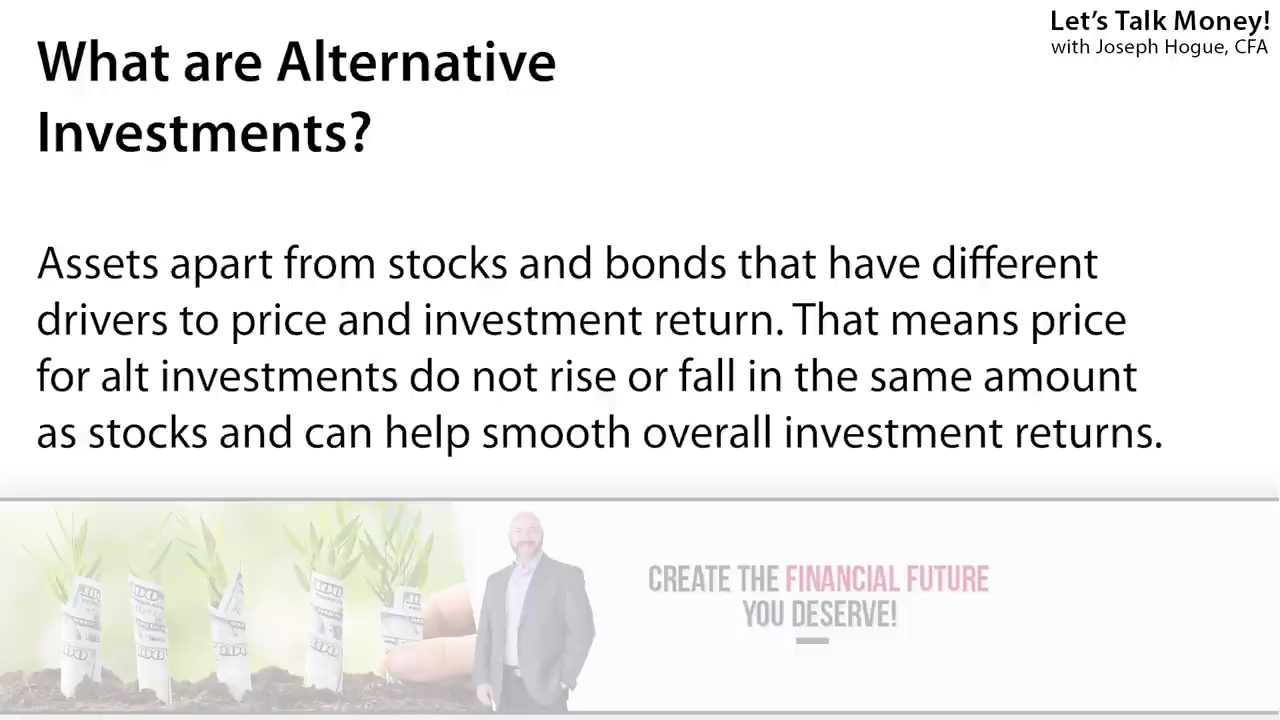 Let's Talk Money!
with Joseph Hogue, CFA
What are Alternative
Investments?
Assets apart from stocks and bonds that have different
drivers to price and investment return. That means price
for alt investments do not rise or fall in the same amount
as stocks and can help smooth overall investment returns.
CREATE THE FINANCIAL FUTURE
YOU DESERVE!